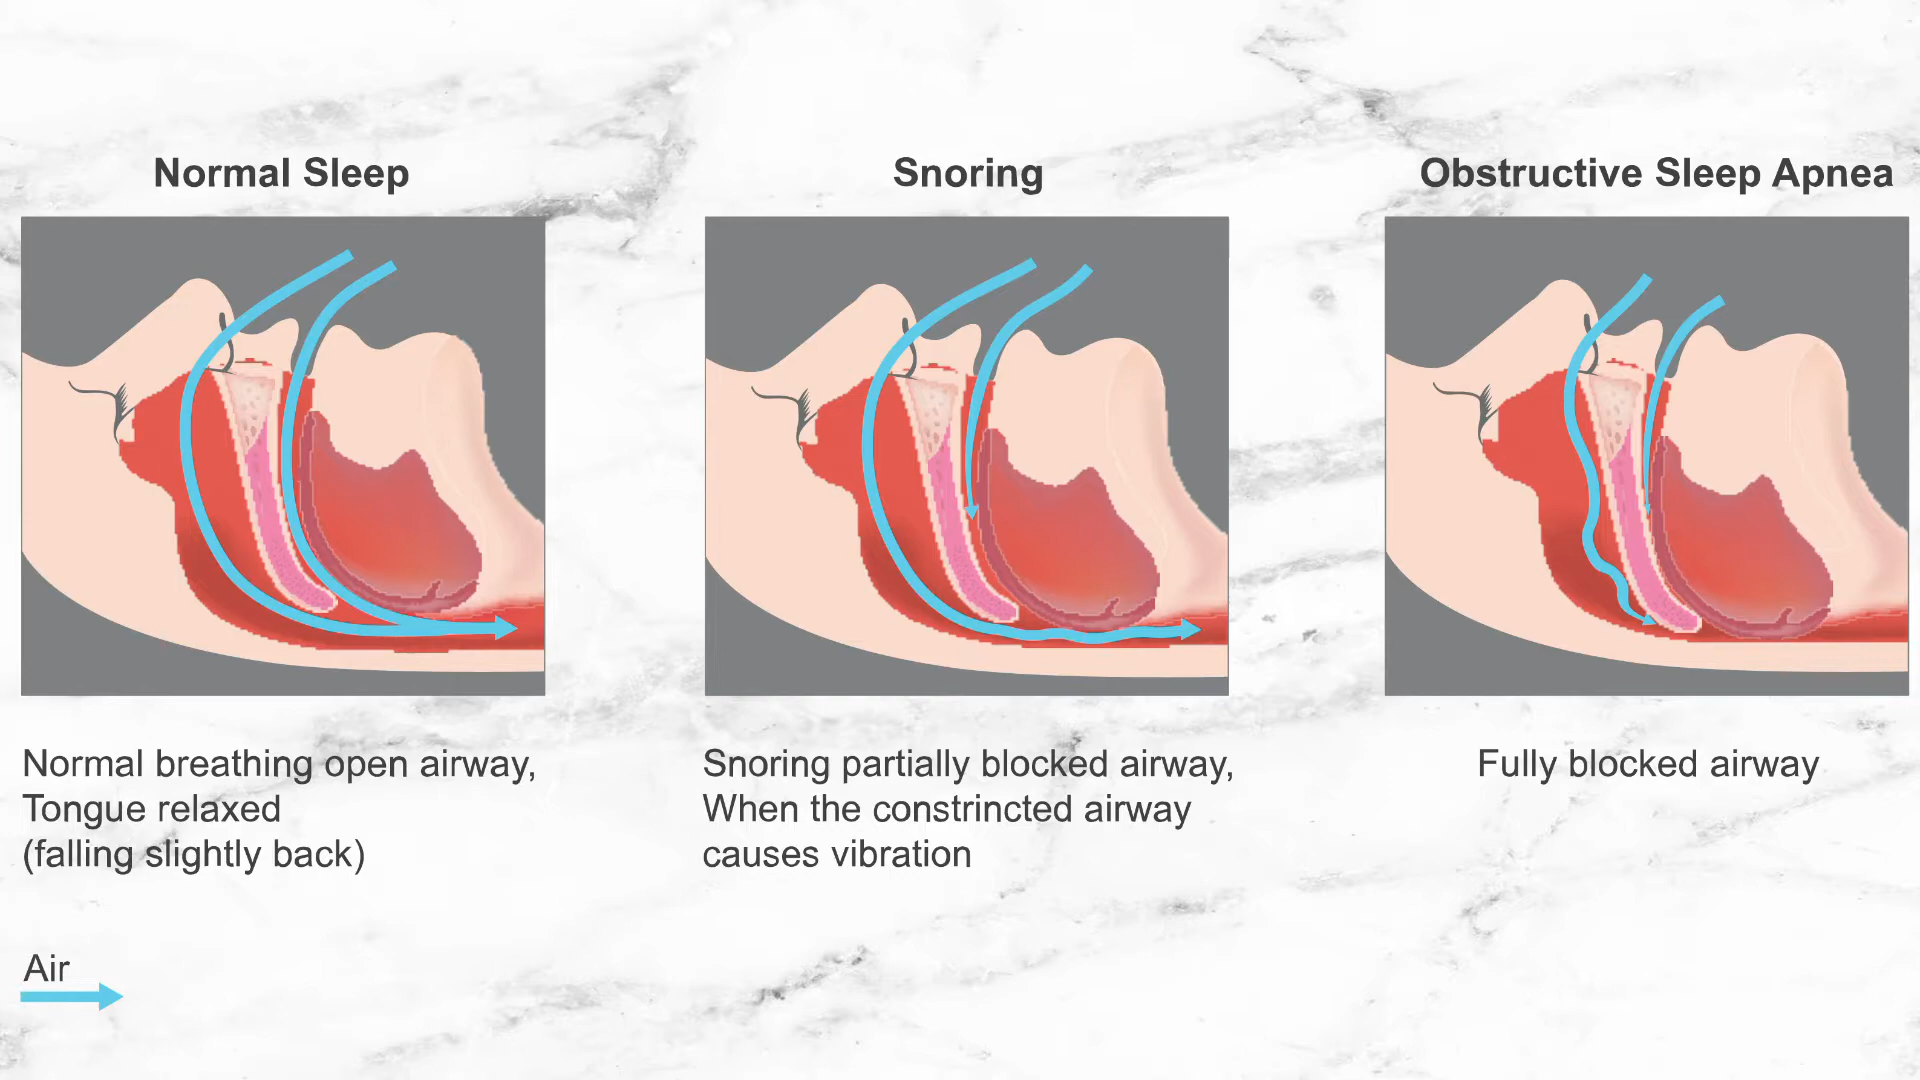 Normal Sleep
Snoring
Obstructive Sleep Apnea
Normal breathing open airway,
Tongue relaxed
(falling slightly back)
Snoring partially blocked airway,
When the constrincted airway
causes vibration
Fully blocked airway
Air